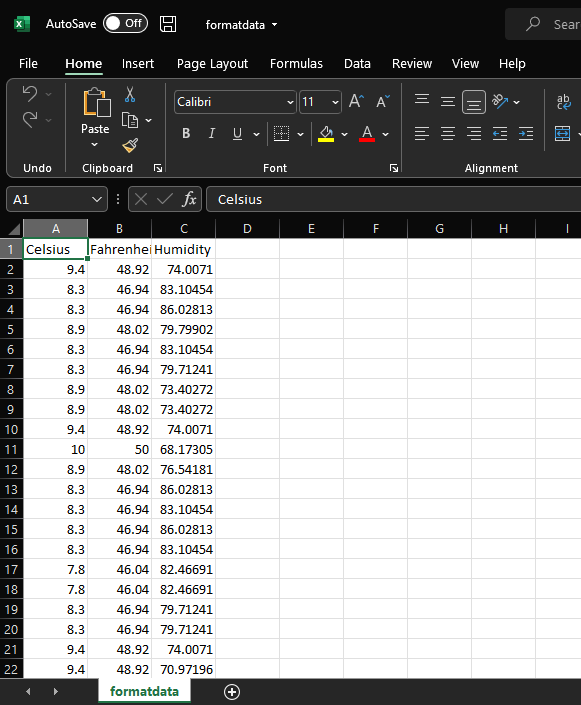 AutoSave Off formatdata
File Home Insert Page Layout Formulas Data Review View Help
Calibri 11
Paste
B I U A ab
Undo Clipboard Font Alignment
A1 fx Celsius
A B C D E F G H I
1 Celsius Fahrenhei Humidity
2 9.4 48.92 74.0071
3 8.3 46.94 83.10454
4 8.3 46.94 86.02813
5 8.9 48.02 79.79902
6 8.3 46.94 83.10454
7 8.3 46.94 79.71241
8 8.9 48.02 73.40272
9 8.9 48.02 73.40272
10 9.4 48.92 74.0071
11 10 50 68.17305
12 8.9 48.02 76.54181
13 8.3 46.94 86.02813
14 8.3 46.94 83.10454
15 8.3 46.94 86.02813
16 8.3 46.94 83.10454
17 7.8 46.04 82.46691
18 7.8 46.04 82.46691
19 8.3 46.94 79.71241
20 8.3 46.94 79.71241
21 9.4 48.92 74.0071
22 9.4 48.92 70.97196
formatdata